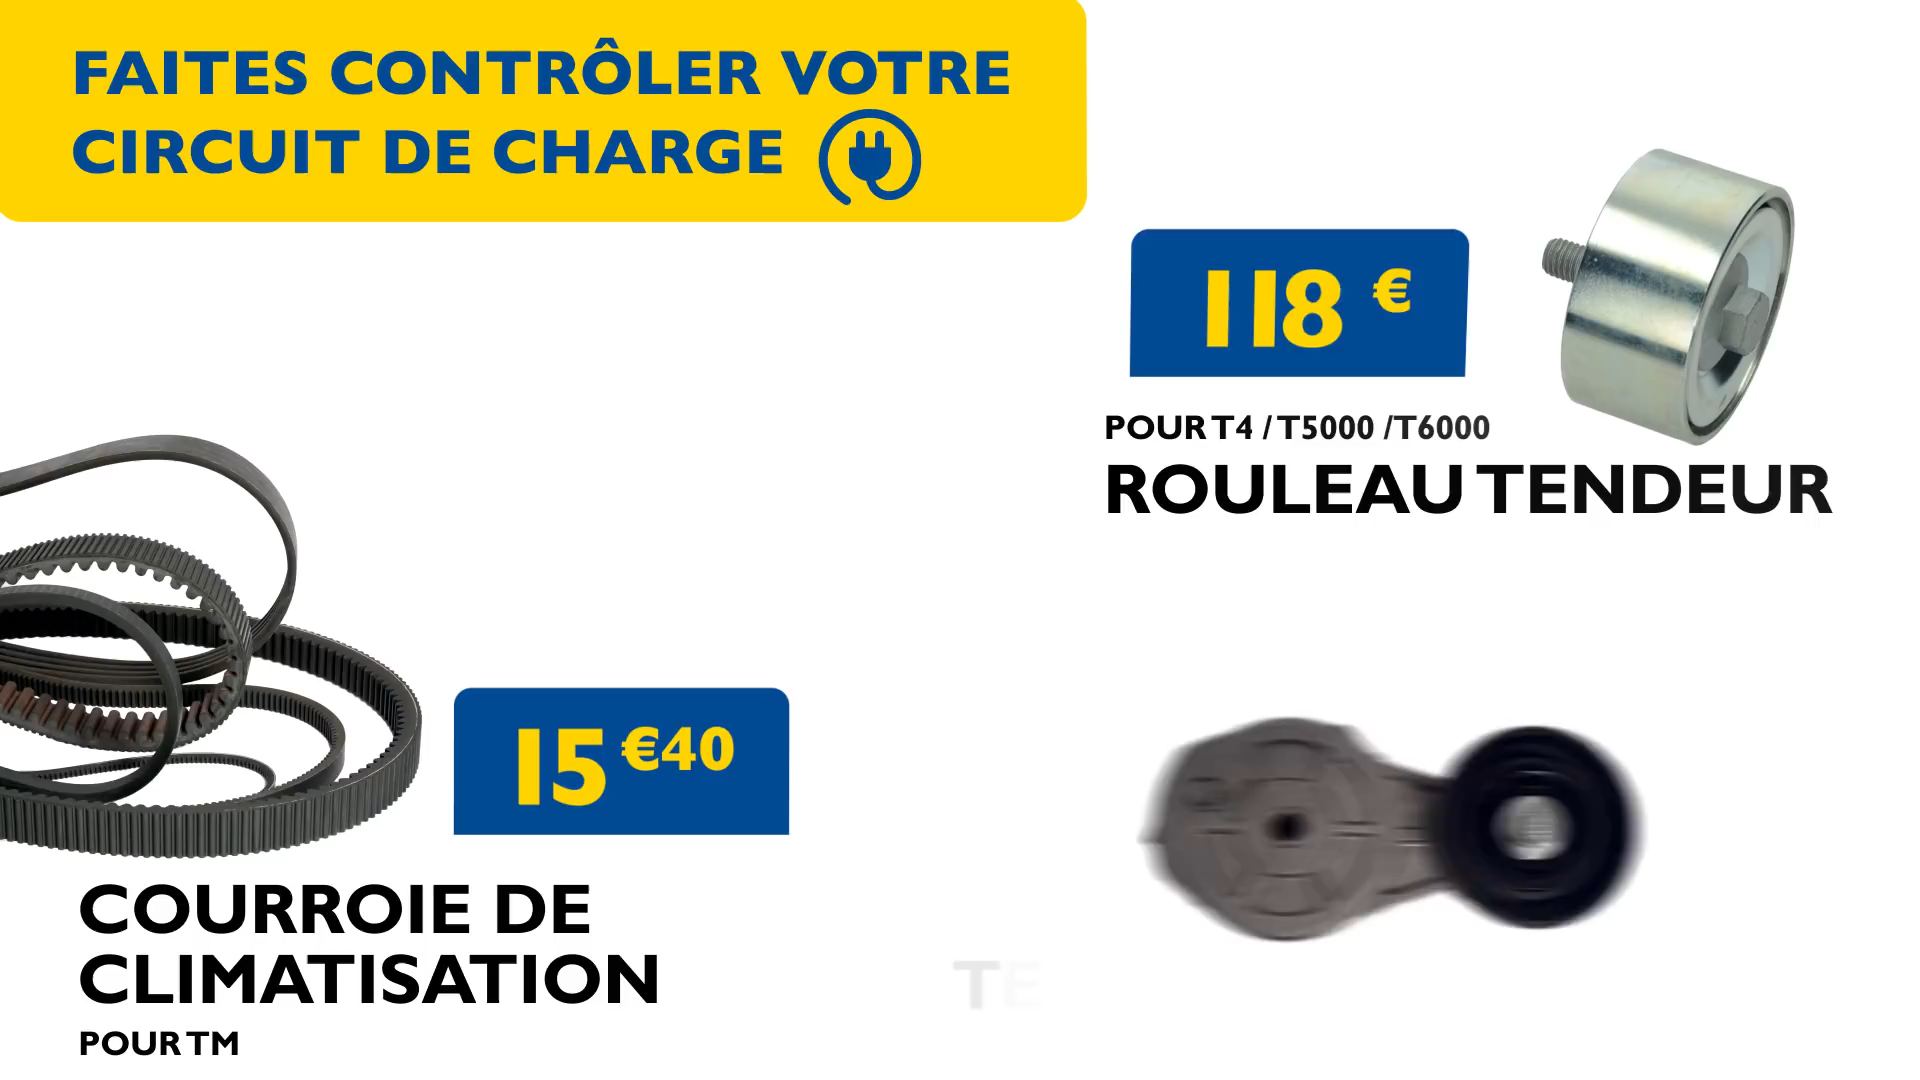 FAITES CONTRÔLER VOTRE
CIRCUIT DE CHARGE
118 €
POUR T4 / T5000 /T6000
ROULEAU TENDEUR
15 €40
COURROIE DE
CLIMATISATION
POUR TM